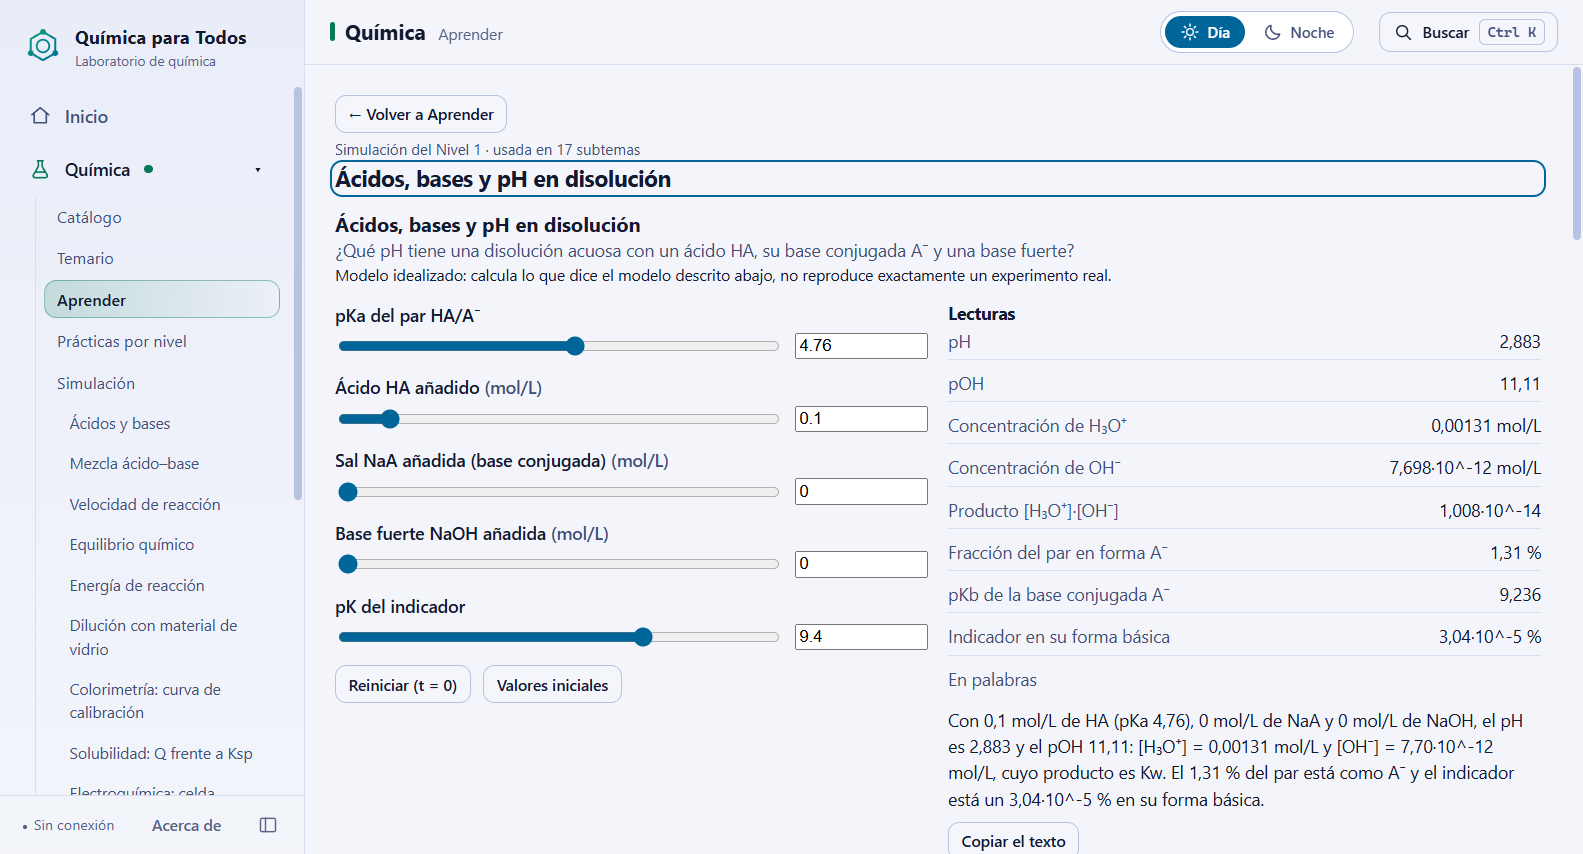 Química para Todos
Laboratorio de química
Inicio
Química
Catálogo
Temario
Aprender
Prácticas por nivel
Simulación
Ácidos y bases
Mezcla ácido–base
Velocidad de reacción
Equilibrio químico
Energía de reacción
Dilución con material de
vidrio
Colorimetría: curva de
calibración
Solubilidad: Q frente a Ksp
Electroquímica: celda
Sin conexión
Acerca de
Química Aprender
Día
Noche
Buscar Ctrl K
← Volver a Aprender
Simulación del Nivel 1 · usada en 17 subtemas
Ácidos, bases y pH en disolución
Ácidos, bases y pH en disolución
¿Qué pH tiene una disolución acuosa con un ácido HA, su base conjugada A⁻ y una base fuerte?
Modelo idealizado: calcula lo que dice el modelo descrito abajo, no reproduce exactamente un experimento real.
pKa del par HA/A⁻
4.76
Ácido HA añadido (mol/L)
0.1
Sal NaA añadida (base conjugada) (mol/L)
0
Base fuerte NaOH añadida (mol/L)
0
pK del indicador
9.4
Reiniciar (t = 0)
Valores iniciales
Lecturas
pH 2,883
pOH 11,11
Concentración de H₃O⁺ 0,00131 mol/L
Concentración de OH⁻ 7,698·10^-12 mol/L
Producto [H₃O⁺]·[OH⁻] 1,008·10^-14
Fracción del par en forma A⁻ 1,31 %
pKb de la base conjugada A⁻ 9,236
Indicador en su forma básica 3,04·10^-5 %
En palabras
Con 0,1 mol/L de HA (pKa 4,76), 0 mol/L de NaA y 0 mol/L de NaOH, el pH
es 2,883 y el pOH 11,11: [H₃O⁺] = 0,00131 mol/L y [OH⁻] = 7,70·10^-12
mol/L, cuyo producto es Kw. El 1,31 % del par está como A⁻ y el indicador
está un 3,04·10^-5 % en su forma básica.
Copiar el texto